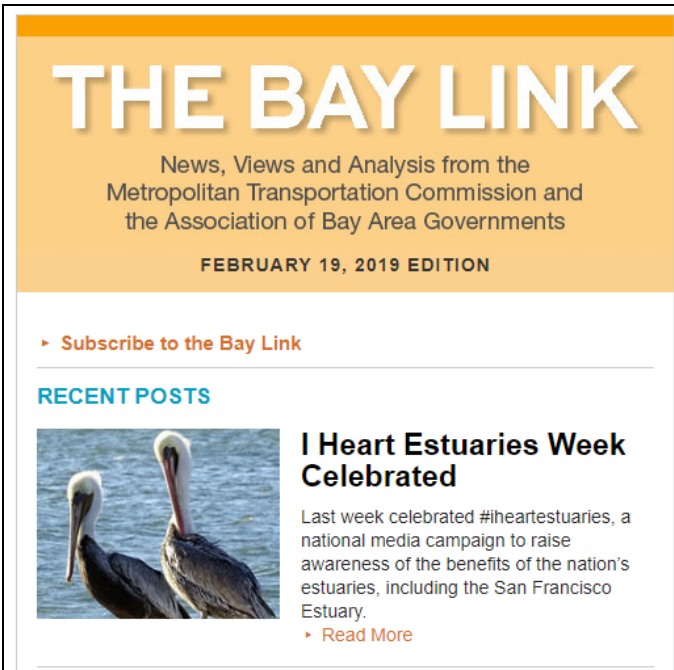 THE BAY LINK
News, Views and Analysis from the
Metropolitan Transportation Commission and
the Association of Bay Area Governments
FEBRUARY 19, 2019 EDITION
Subscribe to the Bay Link
RECENT POSTS
I Heart Estuaries Week
Celebrated
Last week celebrated #iheartestuaries, a
national media campaign to raise
awareness of the benefits of the nation's
estuaries, including the San Francisco
Estuary.
Read More